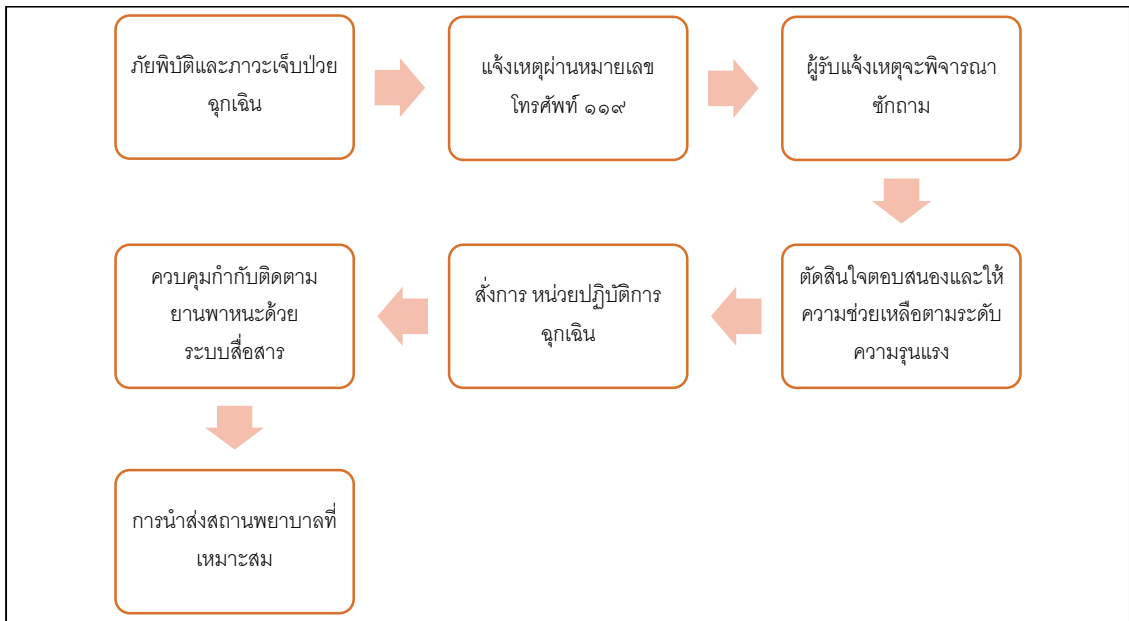 ภัยพิบัติและภาวะเจ็บป่วย
ฉุกเฉิน
แจ้งเหตุผ่านหมายเลข
โทรศัพท์ ๑๑๙
ผู้รับแจ้งเหตุจะพิจารณา
ซักถาม
ตัดสินใจตอบสนองและให้
ความช่วยเหลือตามระดับ
ความรุนแรง
สั่งการ หน่วยปฏิบัติการ
ฉุกเฉิน
ควบคุมกำกับติดตาม
ยานพาหนะด้วย
ระบบสื่อสาร
การนำส่งสถานพยาบาลที่
เหมาะสม